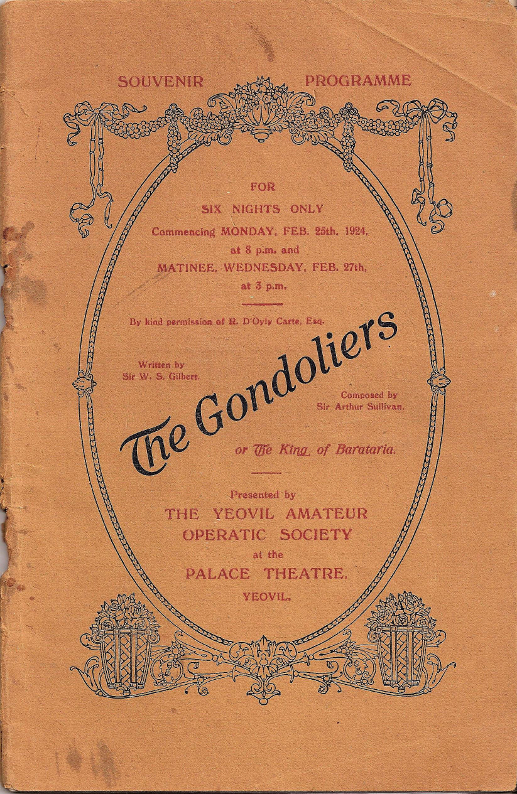 SOUVENIR PROGRAMME
FOR
SIX NIGHTS ONLY
Commencing MONDAY, FEB. 25th, 1924,
at 8 p.m. and
MATINEE, WEDNESDAY, FEB. 27th,
at 3 p.m.
By kind permission of R. D'Oyly Carte, Esq.
Written by
Sir W. S. Gilbert.
The Gondoliers
Composed by
Sir Arthur Sullivan.
or The King of Barataria.
Presented by
THE YEOVIL AMATEUR
OPERATIC SOCIETY
at the
PALACE THEATRE,
YEOVIL.